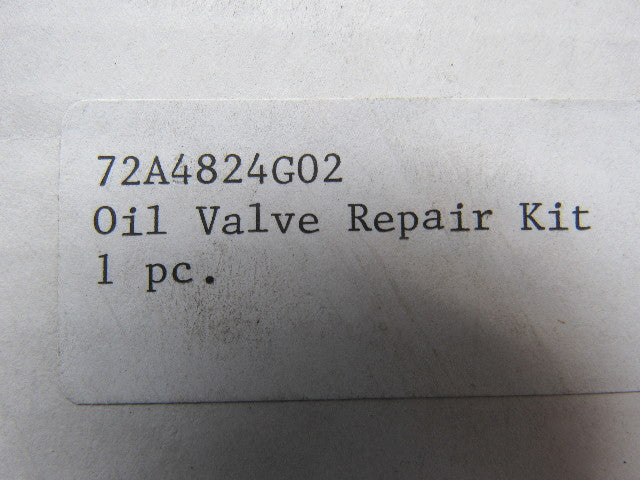 72A4824G02
Oil Valve Repair Kit
1 pc.